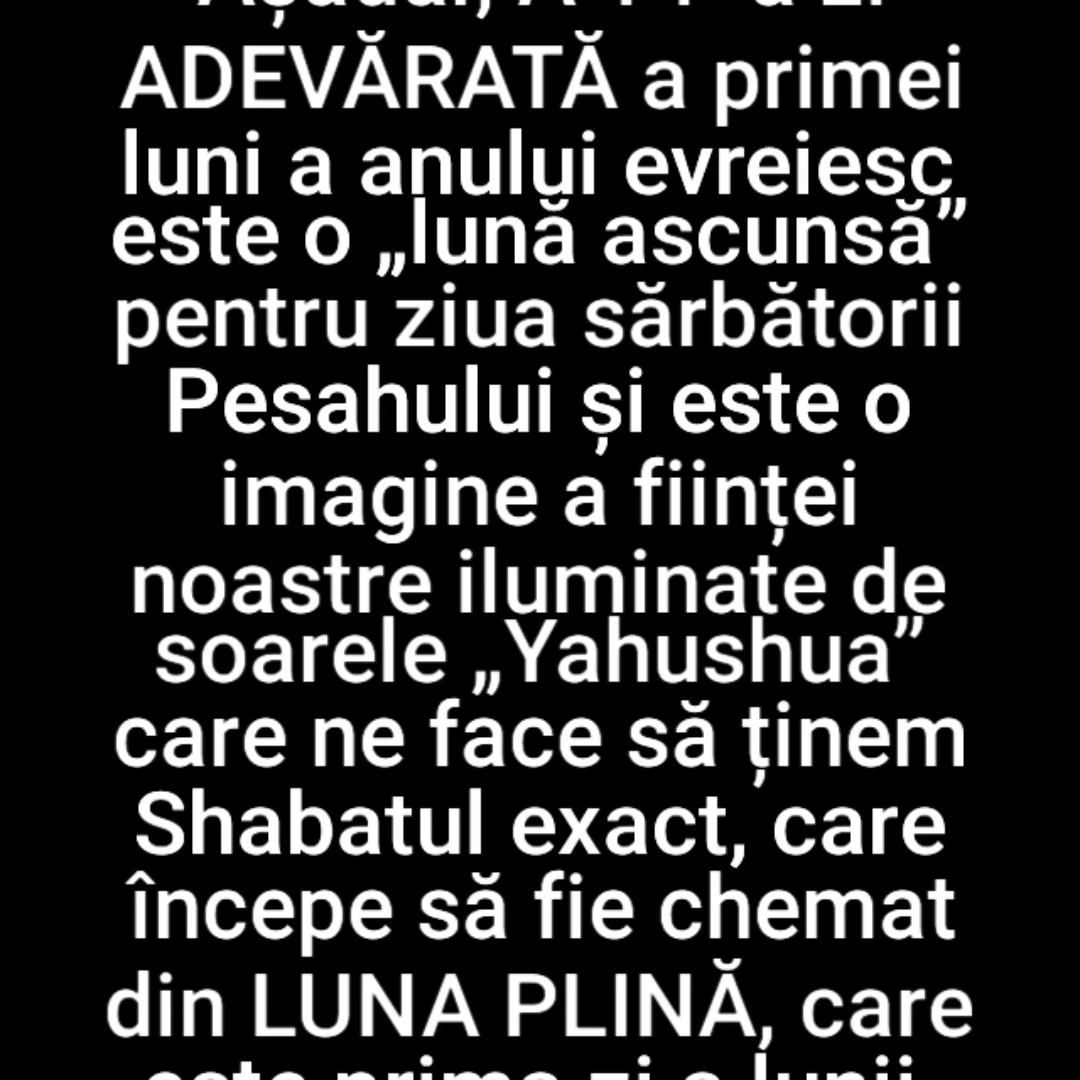 ADEVĂRATĂ a primei
luni a anului evreiesc
este o „lună ascunsă”
pentru ziua sărbătorii
Pesahului și este o
imagine a ființei
noastre iluminate de
soarele „Yahushua”
care ne face să ținem
Shabatul exact, care
începe să fie chemat
din LUNA PLINĂ, care